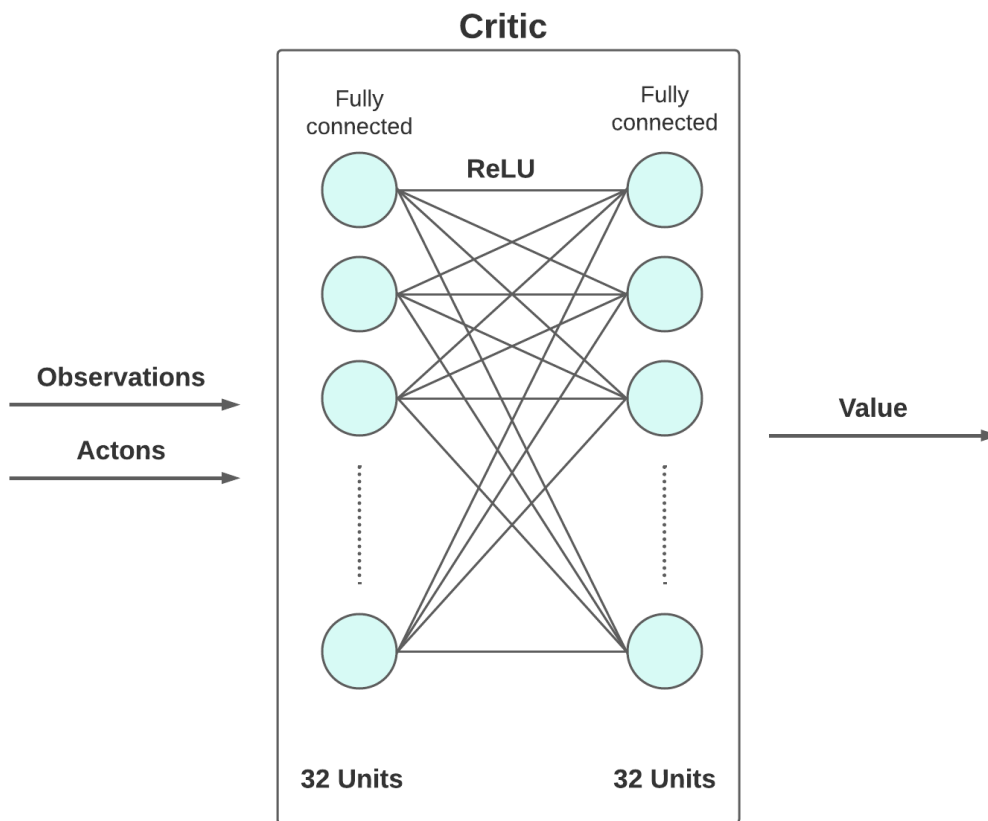 Critic
Fully
connected
Fully
connected
ReLU
Observations
Actons
Value
32 Units
32 Units